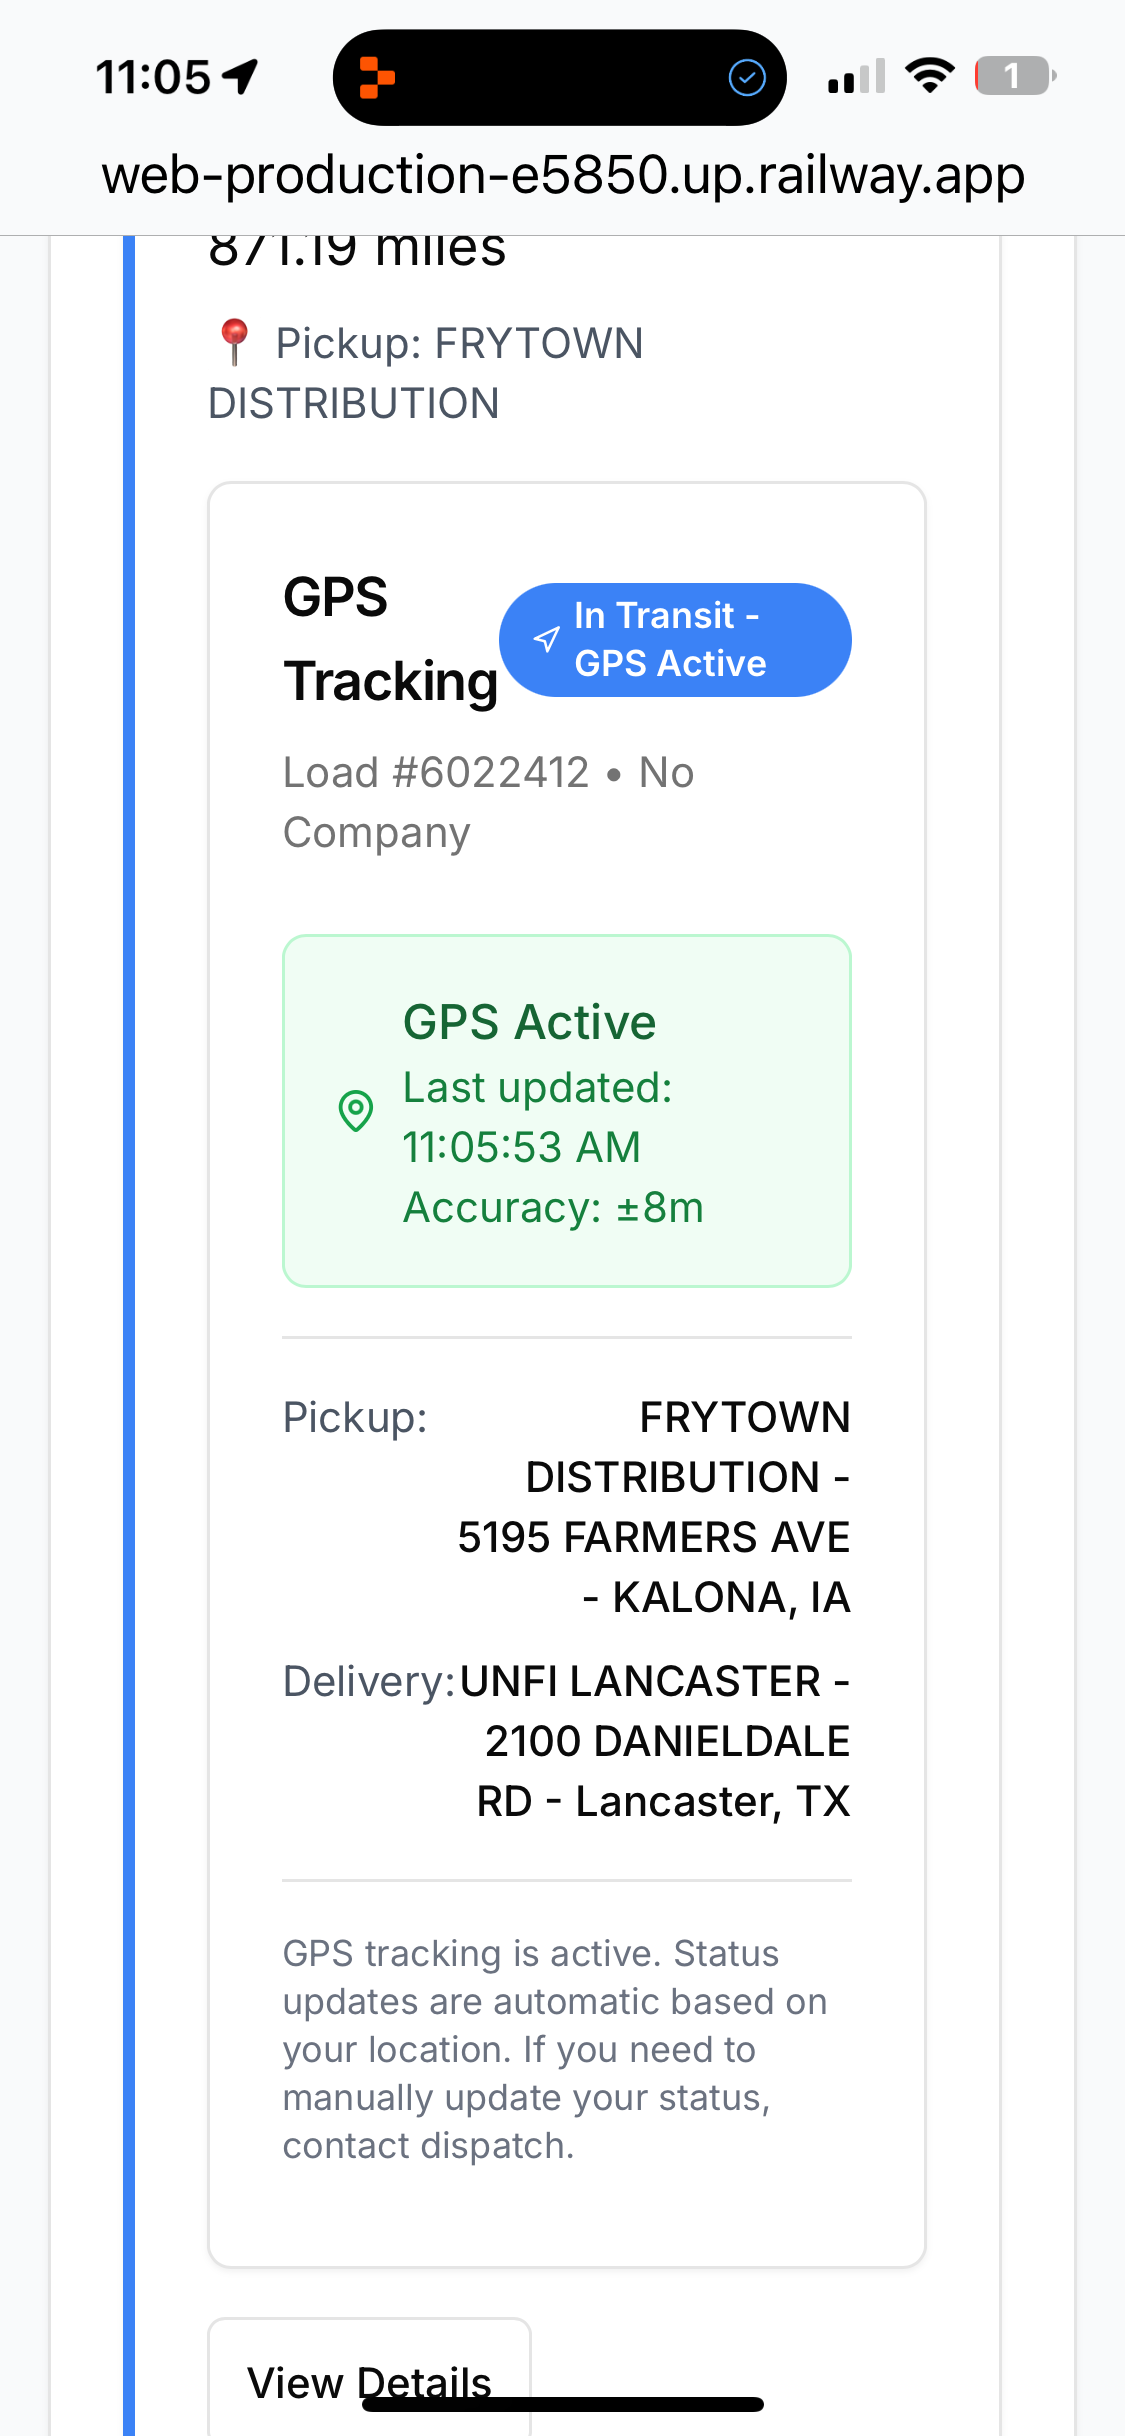 11:05
1
web-production-e5850.up.railway.app
871.19 miles
Pickup: FRYTOWN
DISTRIBUTION
GPS
Tracking
In Transit -
GPS Active
Load #6022412 • No
Company
GPS Active
Last updated:
11:05:53 AM
Accuracy: ±8m
Pickup: FRYTOWN
DISTRIBUTION -
5195 FARMERS AVE
- KALONA, IA
Delivery: UNFI LANCASTER -
2100 DANIELDALE
RD - Lancaster, TX
GPS tracking is active. Status
updates are automatic based on
your location. If you need to
manually update your status,
contact dispatch.
View Details